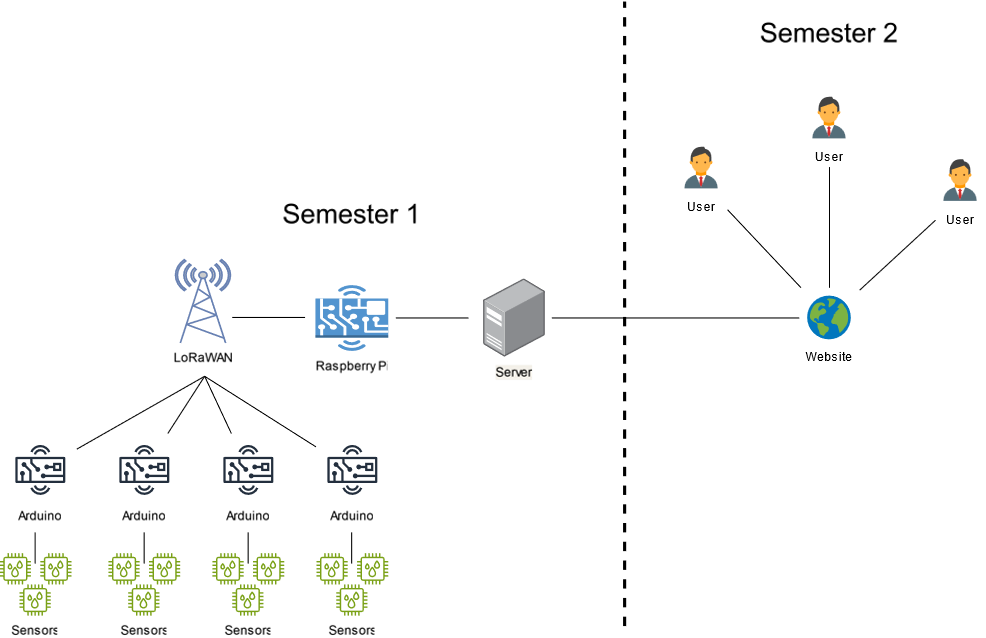 Semester 2
User
User
User
Semester 1
LoRaWAN
Raspberry Pi
Server
Website
Arduino
Arduino
Arduino
Arduino
Sensors
Sensors
Sensors
Sensors